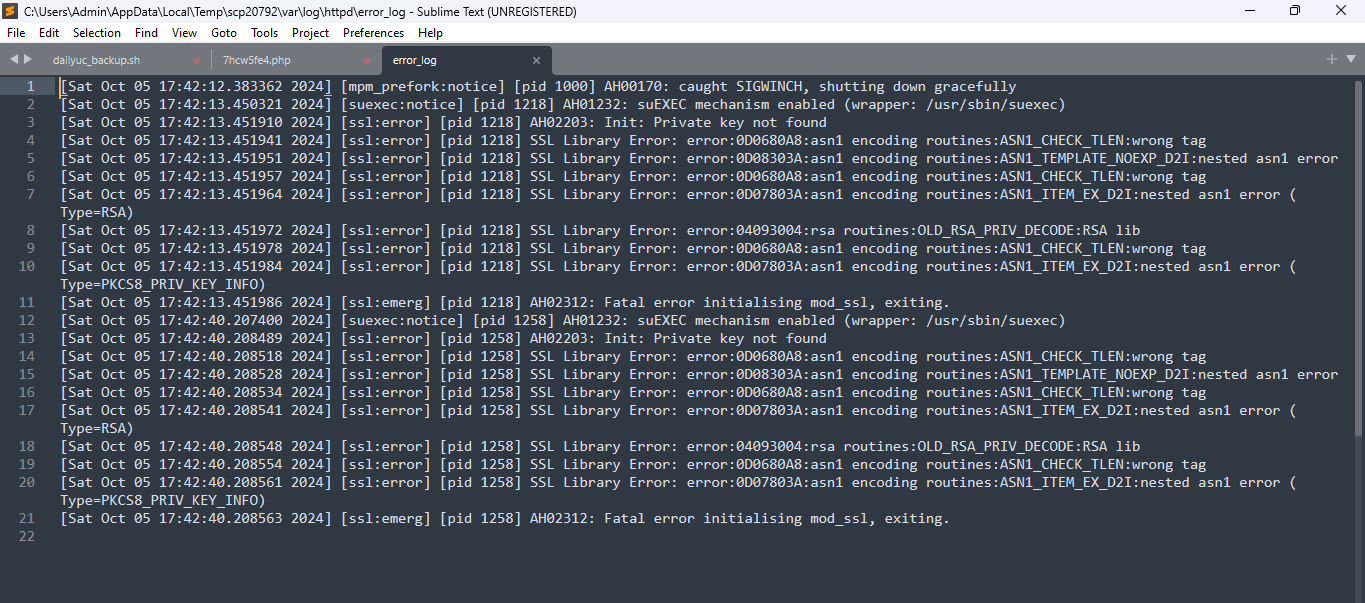 C:\Users\Admin\AppData\Local\Temp\scp20792\var\log\httpd\error_log - Sublime Text (UNREGISTERED)
File Edit Selection Find View Goto Tools Project Preferences Help
dailyuc_backup.sh 7hcw5fe4.php error_log
1 [Sat Oct 05 17:42:12.383362 2024] [mpm_prefork:notice] [pid 1000] AH00170: caught SIGWINCH, shutting down gracefully
2 [Sat Oct 05 17:42:13.450321 2024] [suexec:notice] [pid 1218] AH01232: suEXEC mechanism enabled (wrapper: /usr/sbin/suexec)
3 [Sat Oct 05 17:42:13.451910 2024] [ssl:error] [pid 1218] AH02203: Init: Private key not found
4 [Sat Oct 05 17:42:13.451941 2024] [ssl:error] [pid 1218] SSL Library Error: error:0D0680A8:asn1 encoding routines:ASN1_CHECK_TLEN:wrong tag
5 [Sat Oct 05 17:42:13.451951 2024] [ssl:error] [pid 1218] SSL Library Error: error:0D08303A:asn1 encoding routines:ASN1_TEMPLATE_NOEXP_D2I:nested asn1 error
6 [Sat Oct 05 17:42:13.451957 2024] [ssl:error] [pid 1218] SSL Library Error: error:0D0680A8:asn1 encoding routines:ASN1_CHECK_TLEN:wrong tag
7 [Sat Oct 05 17:42:13.451964 2024] [ssl:error] [pid 1218] SSL Library Error: error:0D07803A:asn1 encoding routines:ASN1_ITEM_EX_D2I:nested asn1 error (
Type=RSA)
8 [Sat Oct 05 17:42:13.451972 2024] [ssl:error] [pid 1218] SSL Library Error: error:04093004:rsa routines:OLD_RSA_PRIV_DECODE:RSA lib
9 [Sat Oct 05 17:42:13.451978 2024] [ssl:error] [pid 1218] SSL Library Error: error:0D0680A8:asn1 encoding routines:ASN1_CHECK_TLEN:wrong tag
10 [Sat Oct 05 17:42:13.451984 2024] [ssl:error] [pid 1218] SSL Library Error: error:0D07803A:asn1 encoding routines:ASN1_ITEM_EX_D2I:nested asn1 error (
Type=PKCS8_PRIV_KEY_INFO)
11 [Sat Oct 05 17:42:13.451986 2024] [ssl:emerg] [pid 1218] AH02312: Fatal error initialising mod_ssl, exiting.
12 [Sat Oct 05 17:42:40.207400 2024] [suexec:notice] [pid 1258] AH01232: suEXEC mechanism enabled (wrapper: /usr/sbin/suexec)
13 [Sat Oct 05 17:42:40.208489 2024] [ssl:error] [pid 1258] AH02203: Init: Private key not found
14 [Sat Oct 05 17:42:40.208518 2024] [ssl:error] [pid 1258] SSL Library Error: error:0D0680A8:asn1 encoding routines:ASN1_CHECK_TLEN:wrong tag
15 [Sat Oct 05 17:42:40.208528 2024] [ssl:error] [pid 1258] SSL Library Error: error:0D08303A:asn1 encoding routines:ASN1_TEMPLATE_NOEXP_D2I:nested asn1 error
16 [Sat Oct 05 17:42:40.208534 2024] [ssl:error] [pid 1258] SSL Library Error: error:0D0680A8:asn1 encoding routines:ASN1_CHECK_TLEN:wrong tag
17 [Sat Oct 05 17:42:40.208541 2024] [ssl:error] [pid 1258] SSL Library Error: error:0D07803A:asn1 encoding routines:ASN1_ITEM_EX_D2I:nested asn1 error (
Type=RSA)
18 [Sat Oct 05 17:42:40.208548 2024] [ssl:error] [pid 1258] SSL Library Error: error:04093004:rsa routines:OLD_RSA_PRIV_DECODE:RSA lib
19 [Sat Oct 05 17:42:40.208554 2024] [ssl:error] [pid 1258] SSL Library Error: error:0D0680A8:asn1 encoding routines:ASN1_CHECK_TLEN:wrong tag
20 [Sat Oct 05 17:42:40.208561 2024] [ssl:error] [pid 1258] SSL Library Error: error:0D07803A:asn1 encoding routines:ASN1_ITEM_EX_D2I:nested asn1 error (
Type=PKCS8_PRIV_KEY_INFO)
21 [Sat Oct 05 17:42:40.208563 2024] [ssl:emerg] [pid 1258] AH02312: Fatal error initialising mod_ssl, exiting.
22